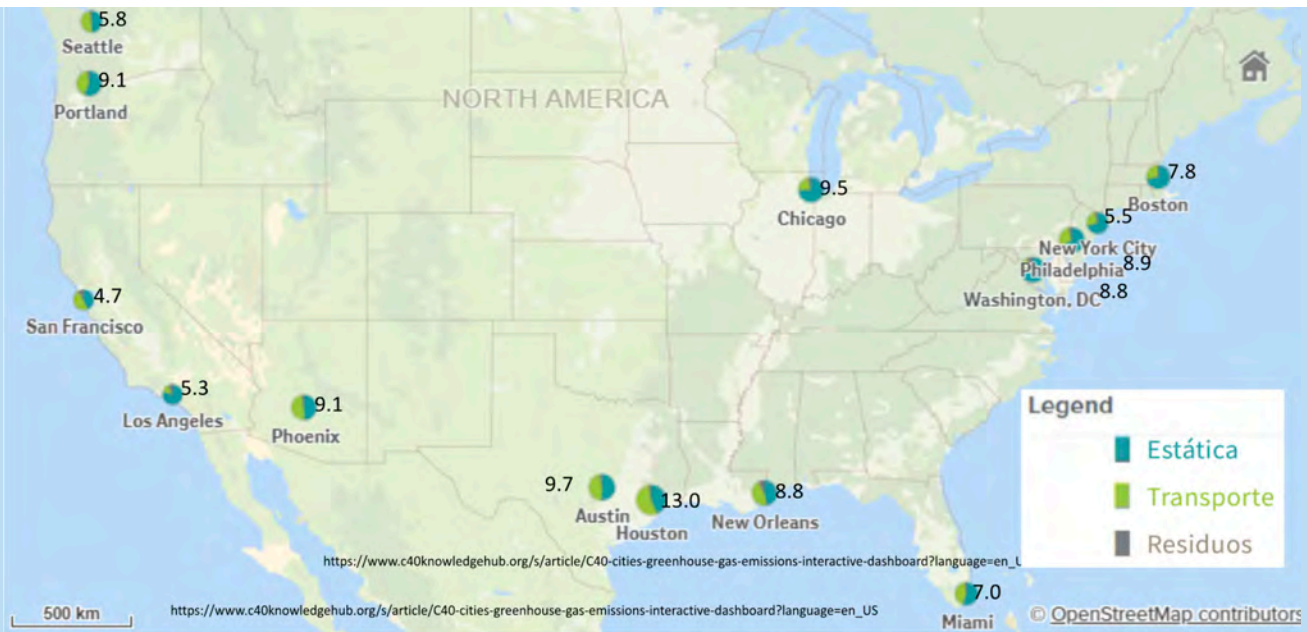 5.8
Seattle
9.1
Portland
NORTH AMERICA
9.5
Chicago
7.8
Boston
5.5
New York City
Philadelphia 8.9
Washington, DC 8.8
4.7
San Francisco
5.3
Los Angeles
9.1
Phoenix
9.7
Austin
13.0
Houston
8.8
New Orleans
7.0
Miami
Legend
Estática
Transporte
Residuos
https://www.c40knowledgehub.org/s/article/C40-cities-greenhouse-gas-emissions-interactive-dashboard?language=en_U
500 km
https://www.c40knowledgehub.org/s/article/C40-cities-greenhouse-gas-emissions-interactive-dashboard?language=en_US
© OpenStreetMap contributors